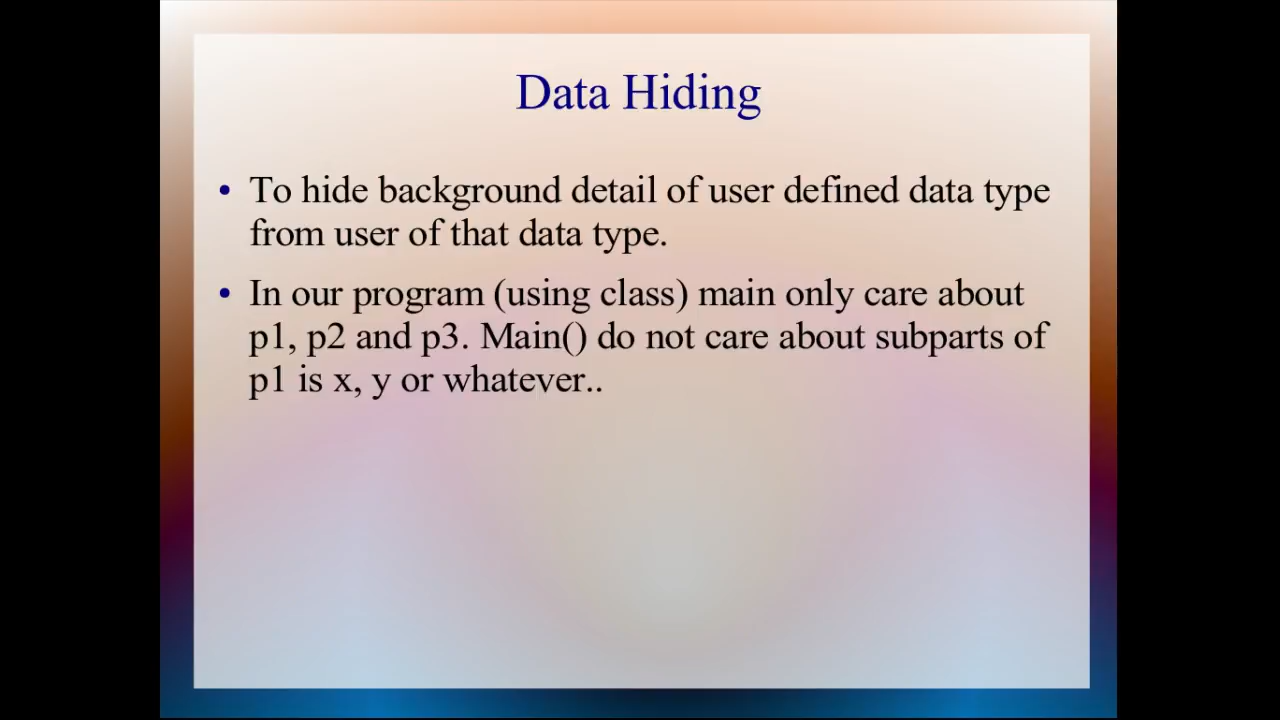 Data Hiding
• To hide background detail of user defined data type
from user of that data type.
• In our program (using class) main only care about
p1, p2 and p3. Main() do not care about subparts of
p1 is x, y or whatever..